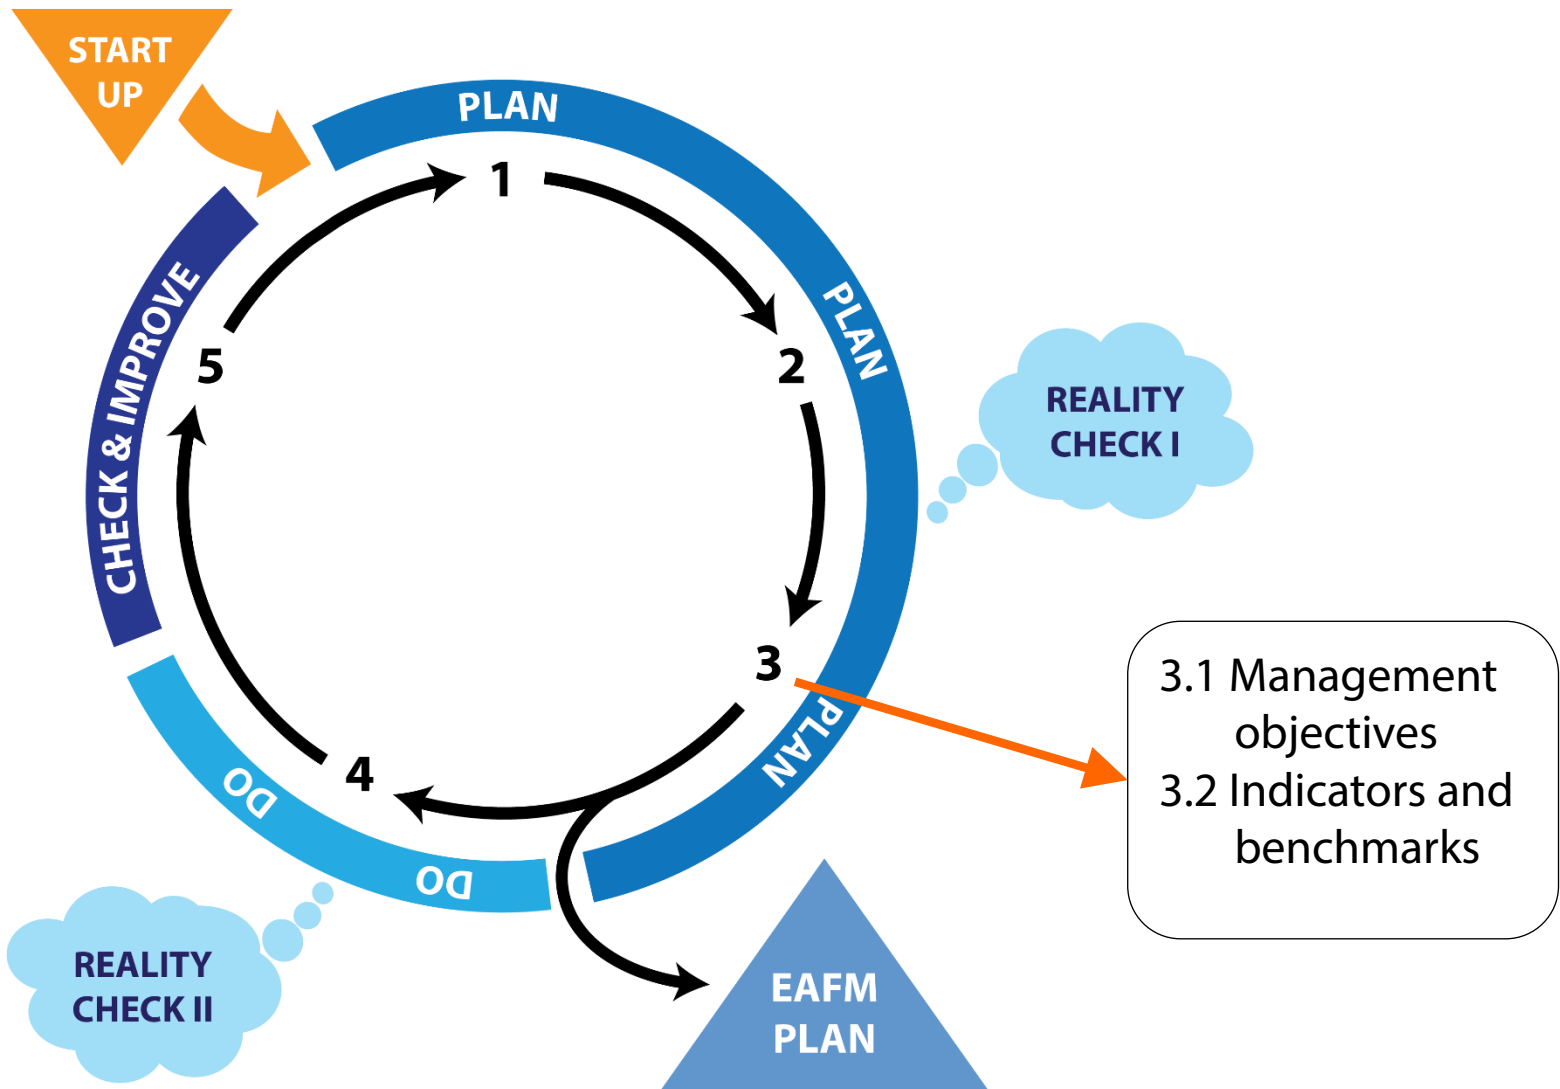 START
UP
PLAN
1
PLAN
2
REALITY
CHECK I
5
CHECK & IMPROVE
3
PLAN
3.1 Management
objectives
3.2 Indicators and
benchmarks
4
DO
DO
REALITY
CHECK II
EAFM
PLAN